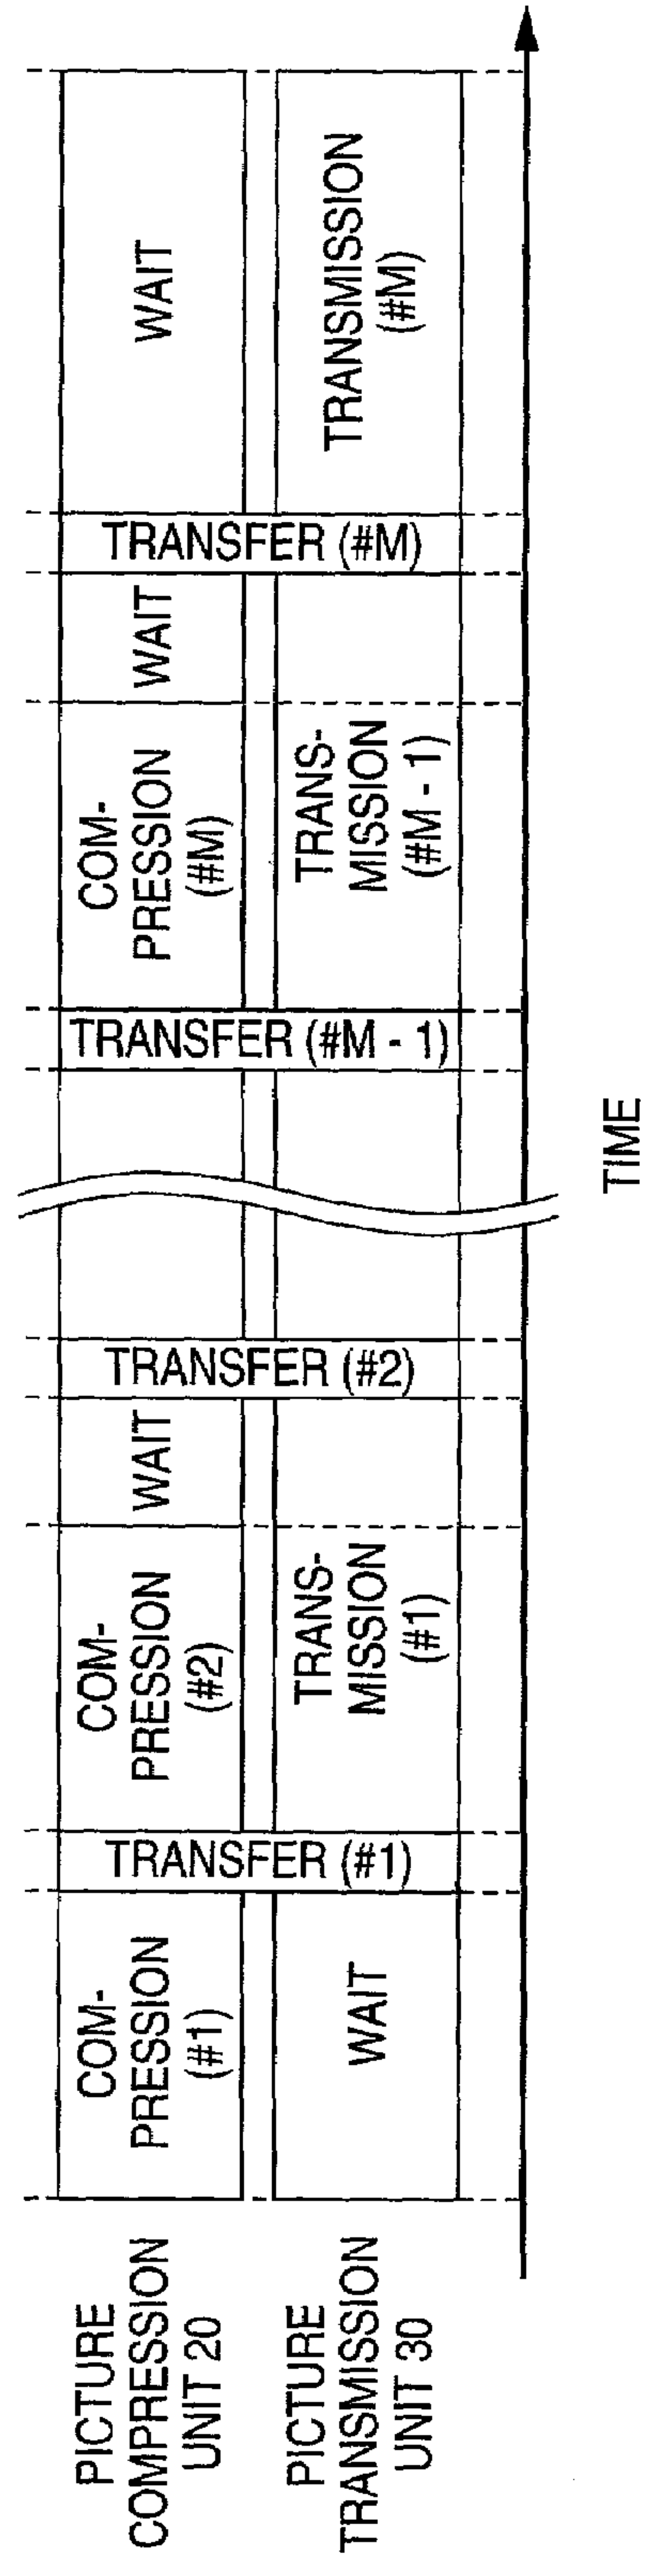 PICTURE
COMPRESSION
UNIT 20
COM-
PRESSION
(#1)
TRANSFER (#1)
COM-
PRESSION
(#2)
WAIT
TRANSFER (#2)
TRANSFER (#M - 1)
COM-
PRESSION
(#M)
WAIT
TRANSFER (#M)
WAIT
PICTURE
TRANSMISSION
UNIT 30
WAIT
TRANS-
MISSION
(#1)
TRANS-
MISSION
(#M - 1)
TRANSMISSION
(#M)
TIME